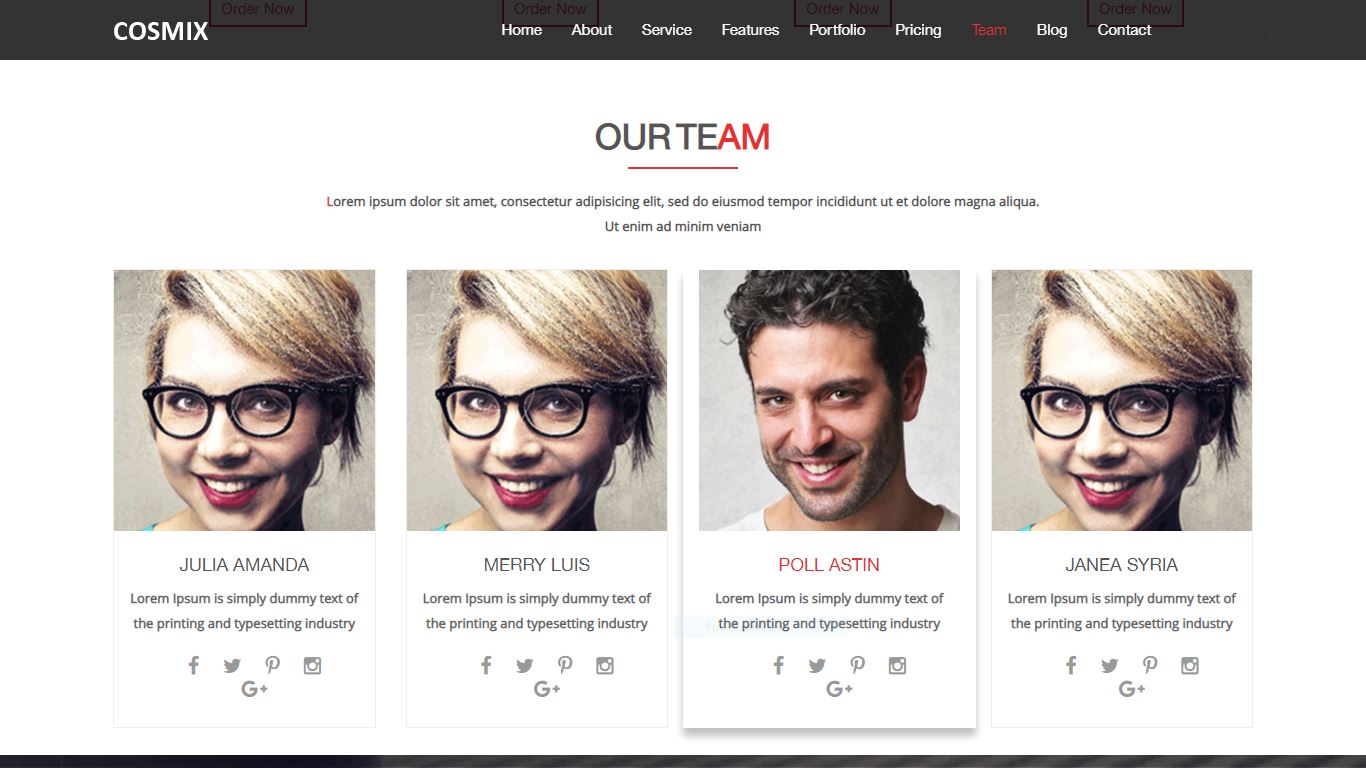 Order Now Order Now Order Now Order Now
COSMIX Home About Service Features Portfolio Pricing Team Blog Contact
OUR TEAM
Lorem ipsum dolor sit amet, consectetur adipisicing elit, sed do eiusmod tempor incididunt ut et dolore magna aliqua.
Ut enim ad minim veniam
JULIA AMANDA
Lorem Ipsum is simply dummy text of
the printing and typesetting industry
G+
MERRY LUIS
Lorem Ipsum is simply dummy text of
the printing and typesetting industry
G+
POLL ASTIN
Lorem Ipsum is simply dummy text of
the printing and typesetting industry
G+
JANEA SYRIA
Lorem Ipsum is simply dummy text of
the printing and typesetting industry
G+